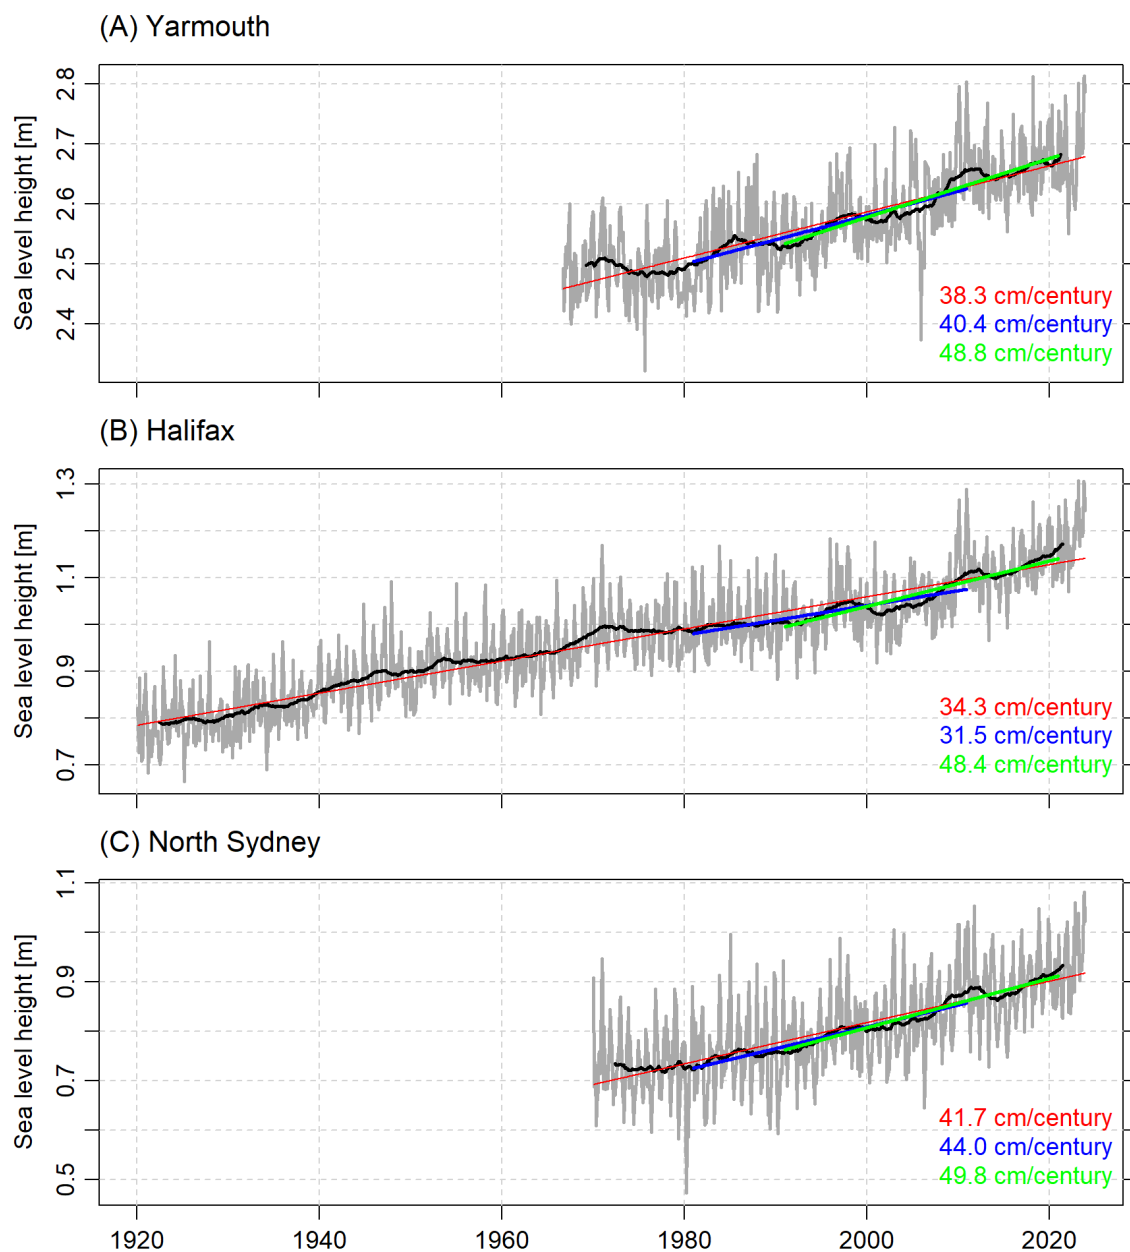 (A) Yarmouth
Sea level height [m]
2.8
2.7
2.6
2.5
2.4
38.3 cm/century
40.4 cm/century
48.8 cm/century
(B) Halifax
Sea level height [m]
1.3
1.1
0.9
0.7
34.3 cm/century
31.5 cm/century
48.4 cm/century
(C) North Sydney
Sea level height [m]
1.1
0.9
0.7
0.5
41.7 cm/century
44.0 cm/century
49.8 cm/century
1920 1940 1960 1980 2000 2020